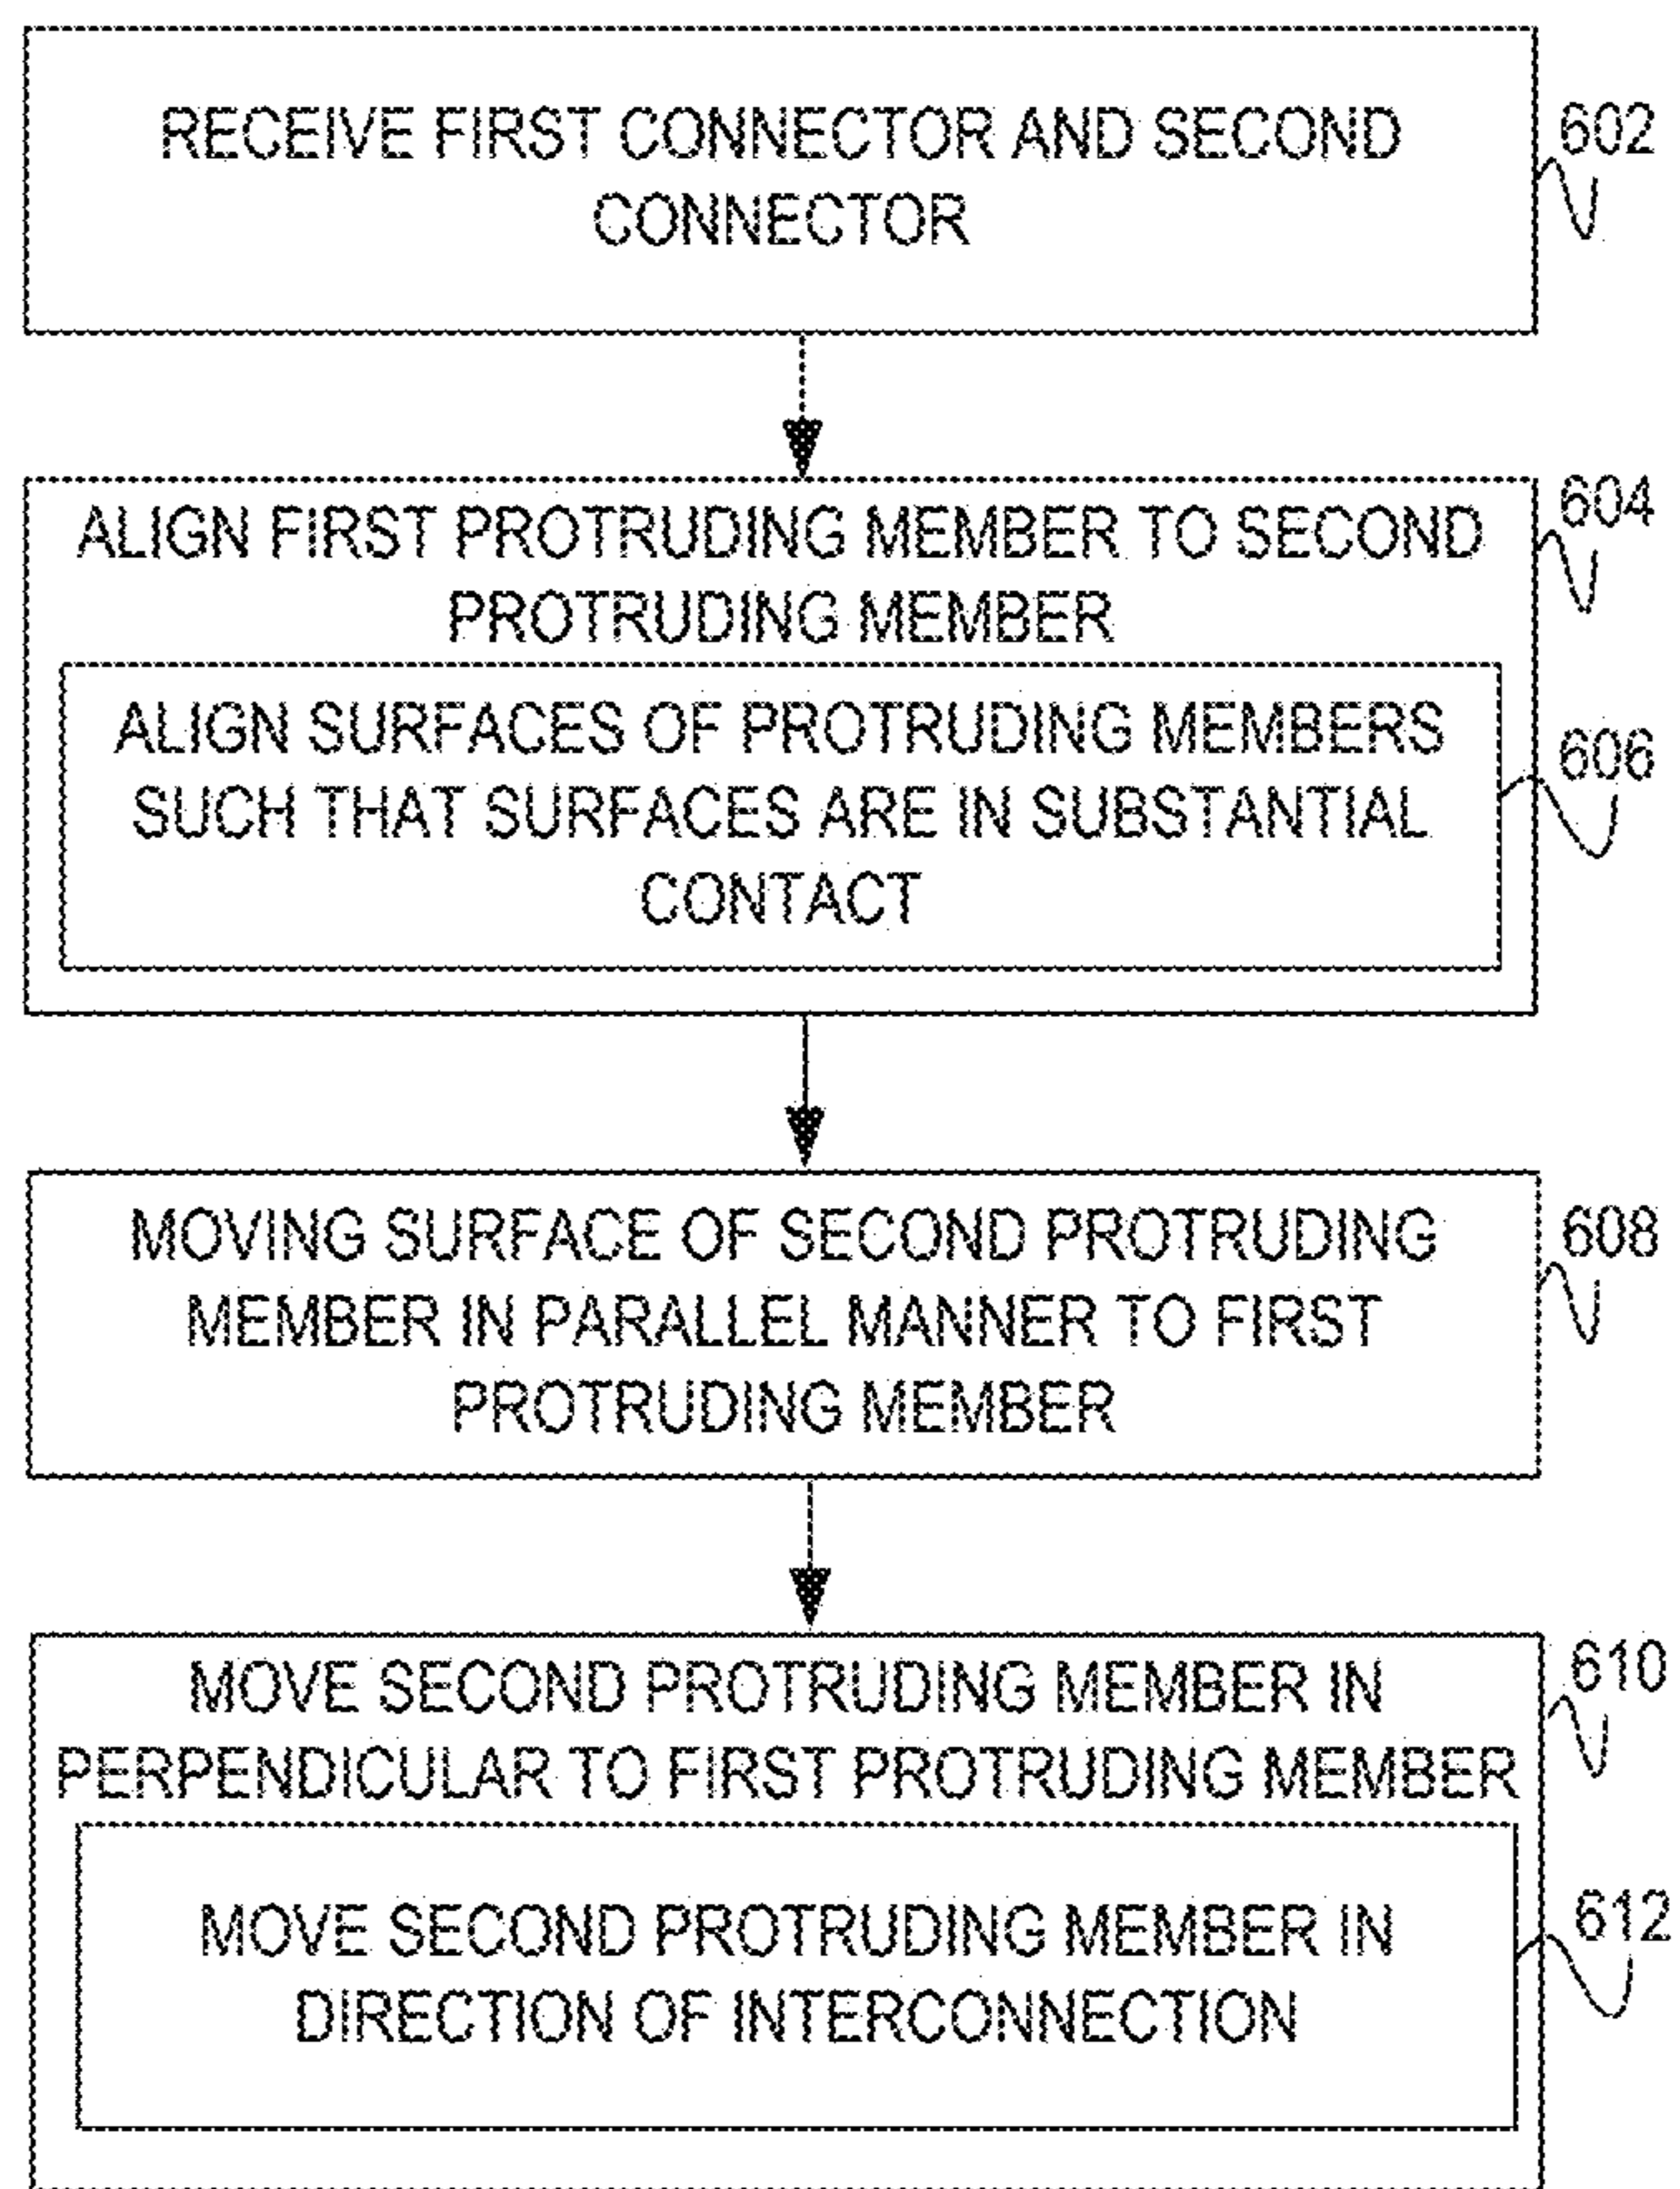 RECEIVE FIRST CONNECTOR AND SECOND
CONNECTOR
602
ALIGN FIRST PROTRUDING MEMBER TO SECOND
PROTRUDING MEMBER
604
ALIGN SURFACES OF PROTRUDING MEMBERS
SUCH THAT SURFACES ARE IN SUBSTANTIAL
CONTACT
606
MOVING SURFACE OF SECOND PROTRUDING
MEMBER IN PARALLEL MANNER TO FIRST
PROTRUDING MEMBER
608
MOVE SECOND PROTRUDING MEMBER IN
PERPENDICULAR TO FIRST PROTRUDING MEMBER
610
MOVE SECOND PROTRUDING MEMBER IN
DIRECTION OF INTERCONNECTION
612